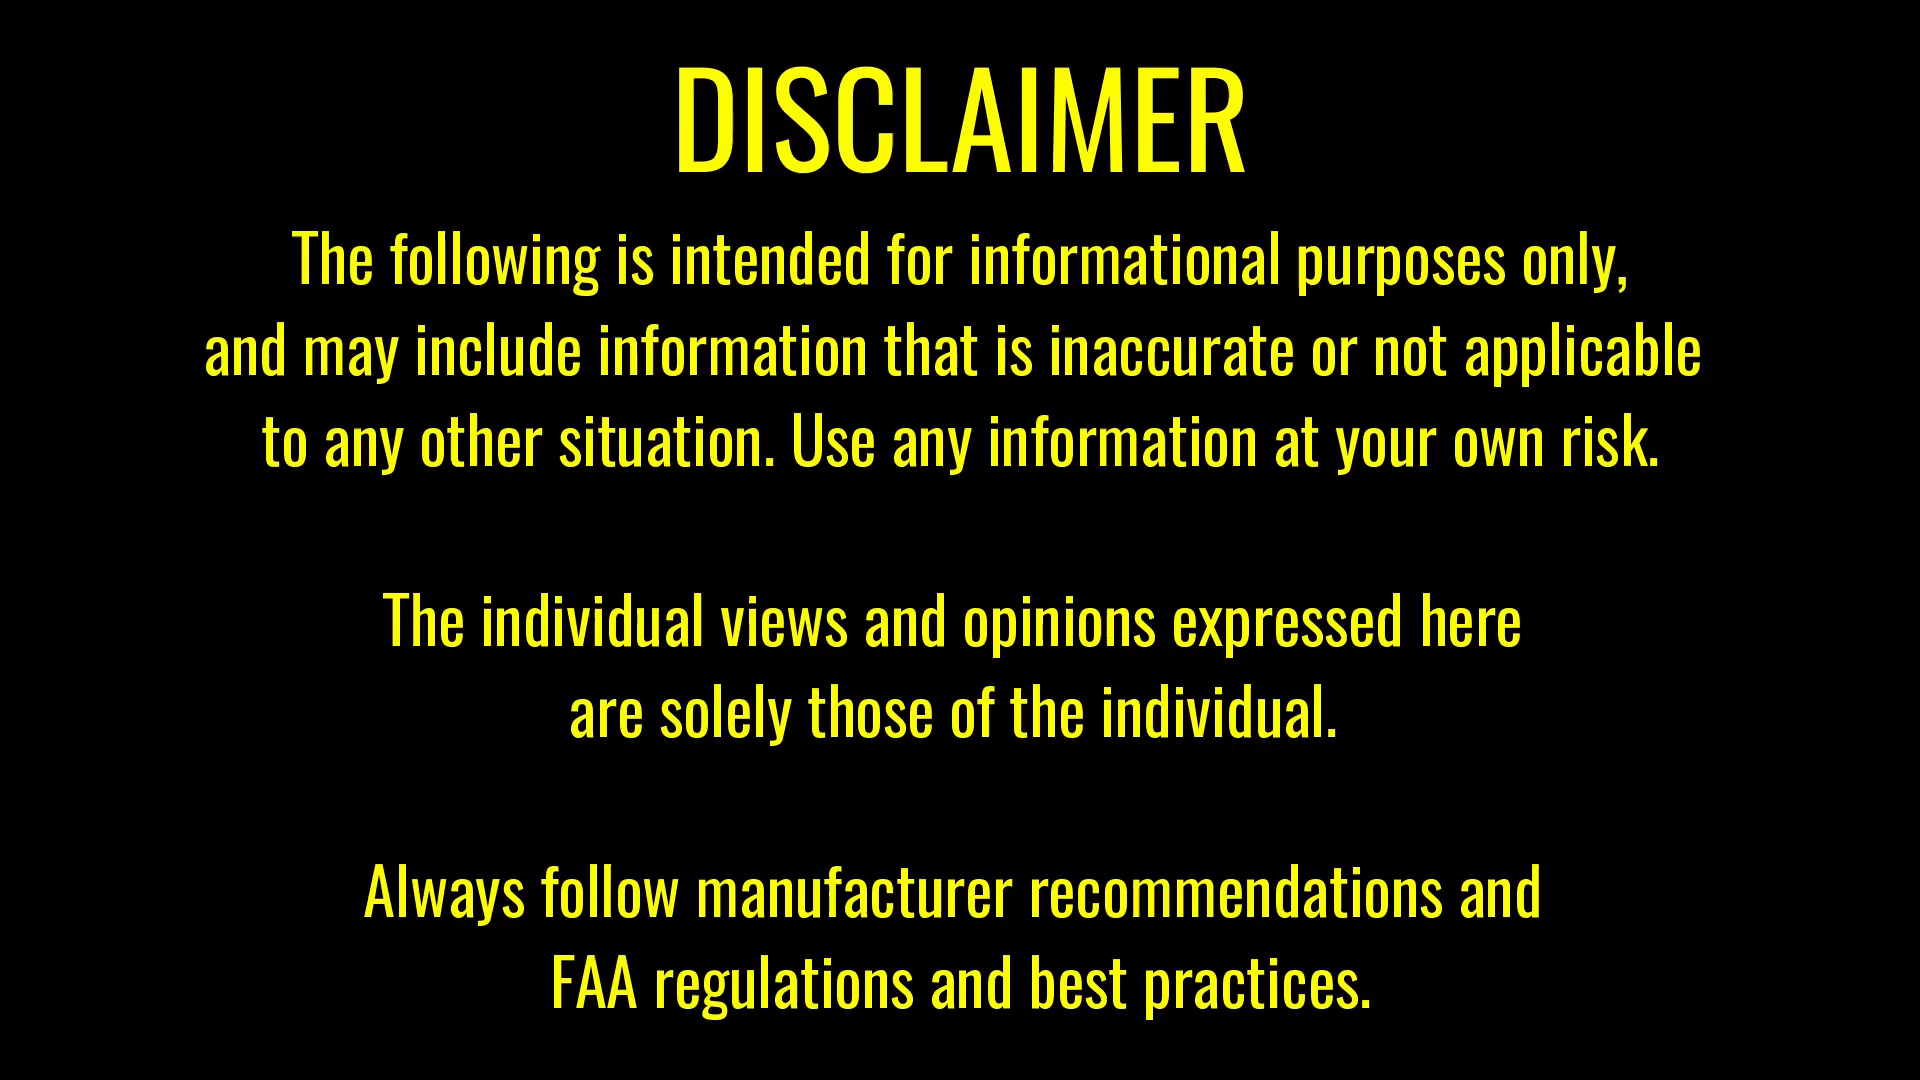 DISCLAIMER
The following is intended for informational purposes only,
and may include information that is inaccurate or not applicable
to any other situation. Use any information at your own risk.
The individual views and opinions expressed here
are solely those of the individual.
Always follow manufacturer recommendations and
FAA regulations and best practices.